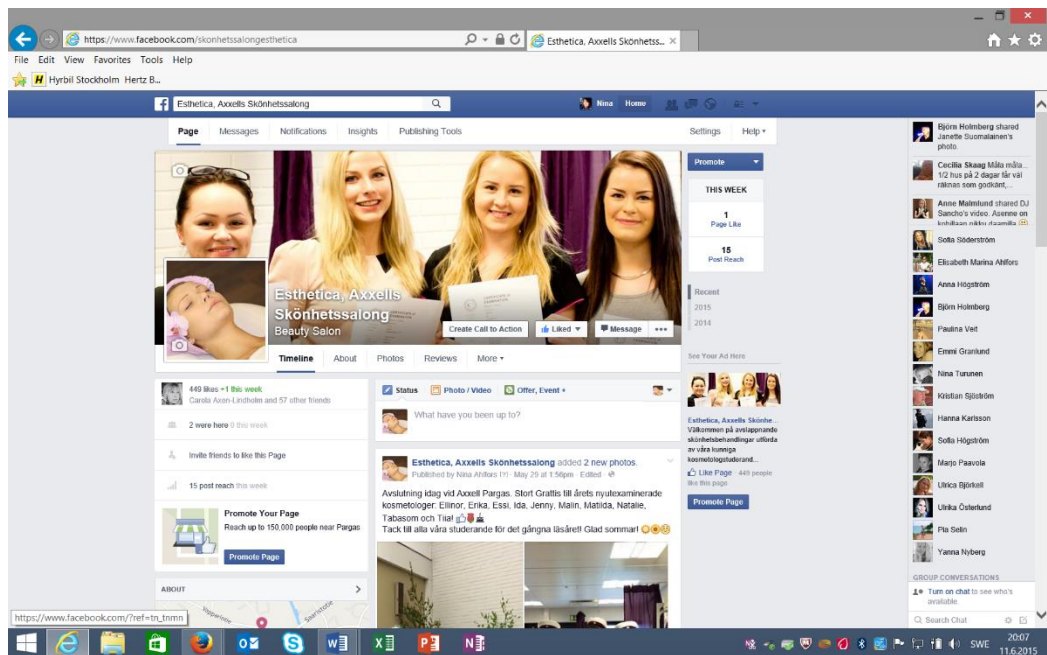 https://www.facebook.com/skonhetssalongesthetica
Esthetica, Axxells Skönhetss...
File Edit View Favorites Tools Help
Hyrbil Stockholm Hertz B...
Esthetica, Axxells Skönhetssalong
Nina Home
Page Messages Notifications Insights Publishing Tools Settings Help
Promote
THIS WEEK
1
Page Like
15
Post Reach
Recent
2015
2014
Esthetica, Axxells
Skönhetssalong
Beauty Salon
Create Call to Action Liked Message
Timeline About Photos Reviews More
449 likes +1 this week
Carola Axon-Lindholm and 57 other friends
2 were here 0 this week
Invite friends to like this Page
15 post reach this week
Promote Your Page
Reach up to 150,000 people near Pargas
Promote Page
ABOUT
Status Photo / Video Offer, Event +
What have you been up to?
Esthetica, Axxells Skönhetssalong added 2 new photos.
Published by Nina Ahlfors [?] · May 29 at 1:56pm · Edited ·
Avslutning idag vid Axxell Pargas. Stort Grattis till årets nyutexaminerade
kosmetologer: Ellinor, Erika, Essi, Ida, Jenny, Malin, Matilda, Natalie,
Tabasom och Tiia!
Tack till alla våra studerande för det gångna läsåret! Glad sommar!
See Your Ad Here
Esthetica, Axxells Skönhe...
Välkommen på avslappnande
skönhetsbehandlingar utförda
av våra kunniga
kosmetologstuderand...
Like Page · 449 people
like this page
Promote Page
Björn Holmberg shared
Janette Suomalainen's
photo.
Cecilia Skaag Måla måla...
1/2 hus på 2 dagar får väl
räknas som godkänt,...
Anne Malmlund shared DJ
Sancho's video. Asenne on
kohillaan nikku daamilla
Sofia Söderström
Elisabeth Marina Ahlfors
Anna Högström
Björn Holmberg
Paulina Veit
Emmi Granlund
Nina Turunen
Kristian Sjöström
Hanna Karlsson
Sofia Högström
Marjo Paavola
Ulrica Björkell
Ulrika Österlund
Pia Selin
Yanna Nyberg
GROUP CONVERSATIONS
Turn on chat to see who's
available.
Search Chat
https://www.facebook.com/?ref=tn_tnmn
SWE
20:07
11.6.2015